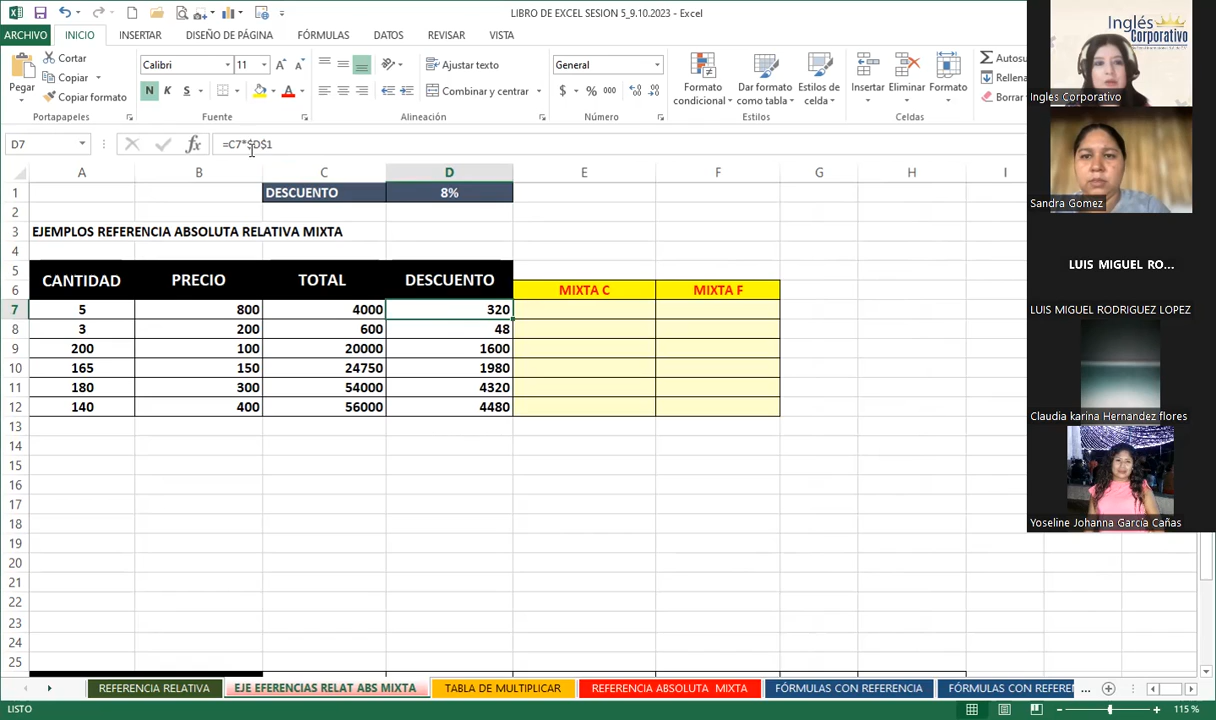 LIBRO DE EXCEL SESION 5_9.10.2023 - Excel
ARCHIVO INICIO INSERTAR DISEÑO DE PÁGINA FÓRMULAS DATOS REVISAR VISTA
Pegar
Cortar
Copiar
Copiar formato
Portapapeles
Calibri 11
N K S
Fuente
Ajustar texto
Combinar y centrar
Alineación
General
$ % 000
Número
Formato condicional
Dar formato como tabla
Estilos de celda
Estilos
Insertar Eliminar Formato
Celdas
Autosu
Rellena
Borrar
D7 fx =C7*$D$1
A B C D E F G H I
1 DESCUENTO 8%
2
3 EJEMPLOS REFERENCIA ABSOLUTA RELATIVA MIXTA
4
5 CANTIDAD PRECIO TOTAL DESCUENTO
6 MIXTA C MIXTA F
7 5 800 4000 320
8 3 200 600 48
9 200 100 20000 1600
10 165 150 24750 1980
11 180 300 54000 4320
12 140 400 56000 4480
13
14
15
16
17
18
19
20
21
22
23
24
25
REFERENCIA RELATIVA EJE EFERENCIAS RELAT ABS MIXTA TABLA DE MULTIPLICAR REFERENCIA ABSOLUTA MIXTA FÓRMULAS CON REFERENCIA FÓRMULAS CON REFEREN ...
LISTO 115 %
Inglés
Corporativo
Ingles Corporativo
Sandra Gomez
LUIS MIGUEL RO...
LUIS MIGUEL RODRIGUEZ LOPEZ
Claudia karina Hernandez flores
Yoseline Johanna García Cañas